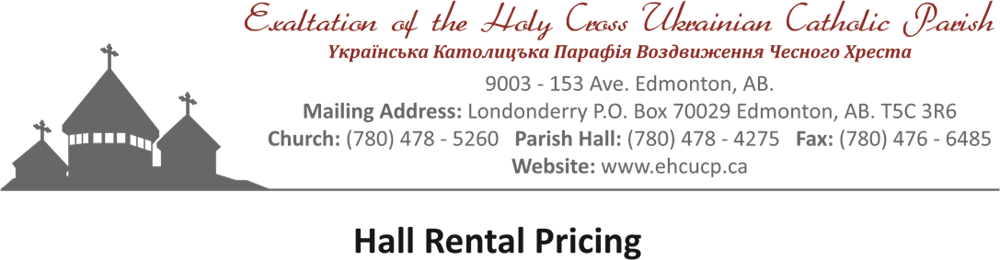 Exaltation of the Holy Cross Ukrainian Catholic Parish
Українська Католицъка Парафія Воздвиження Чесного Хреста
9003 - 153 Ave. Edmonton, AB.
Mailing Address: Londonderry P.O. Box 70029 Edmonton, AB. T5C 3R6
Church: (780) 478 - 5260 Parish Hall: (780) 478 - 4275 Fax: (780) 476 - 6485
Website: www.ehcucp.ca
Hall Rental Pricing